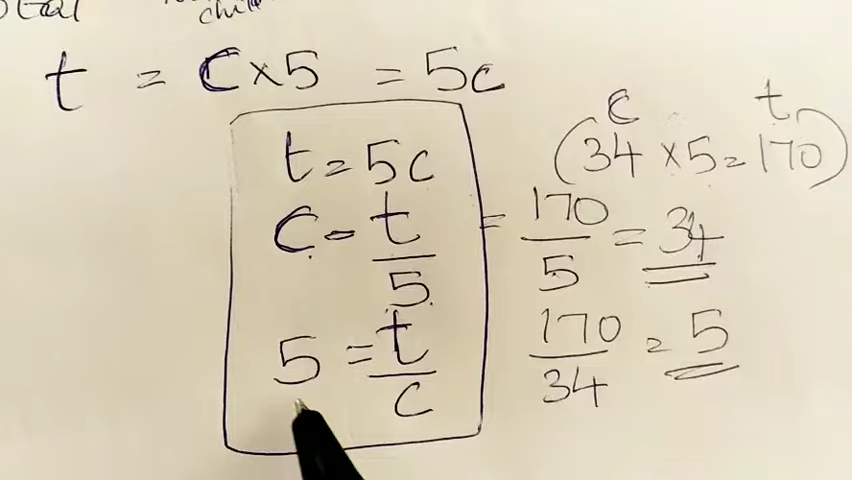 t = c×5 = 5c
c t
(34 ×5=170)
t=5c
c=t/5 = 170/5 = 34
5=t/c 170/34 = 5